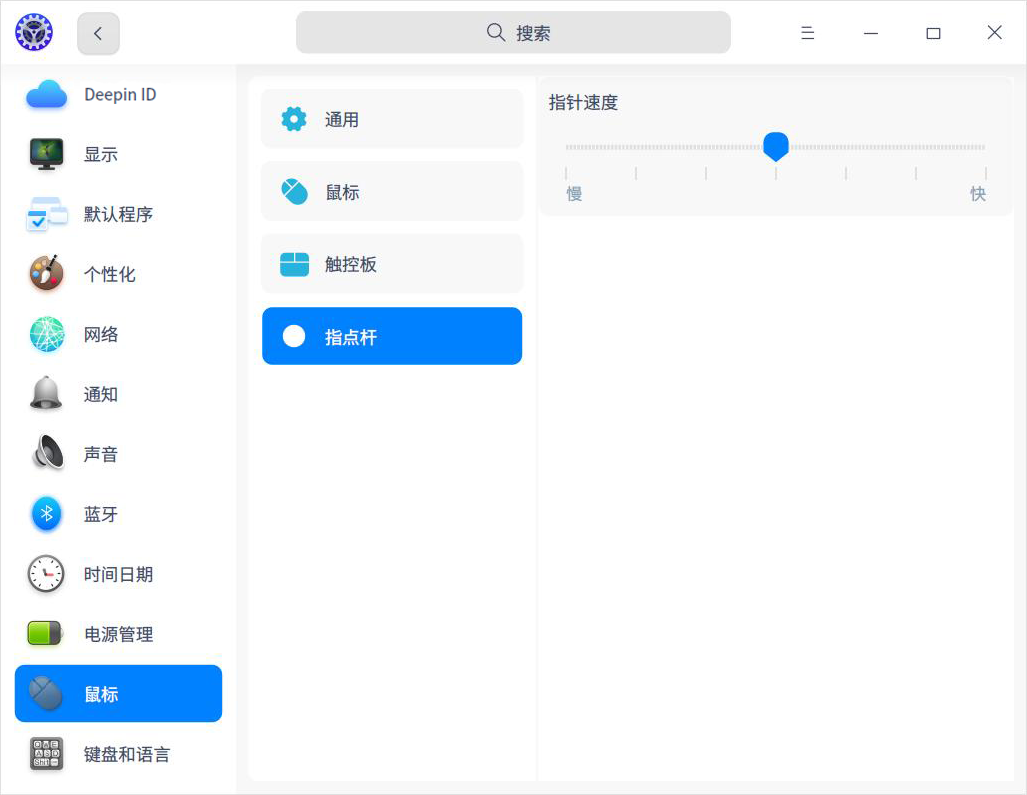 搜索
Deepin ID
显示
默认程序
个性化
网络
通知
声音
蓝牙
时间日期
电源管理
鼠标
键盘和语言
通用
鼠标
触控板
指点杆
指针速度
慢
快